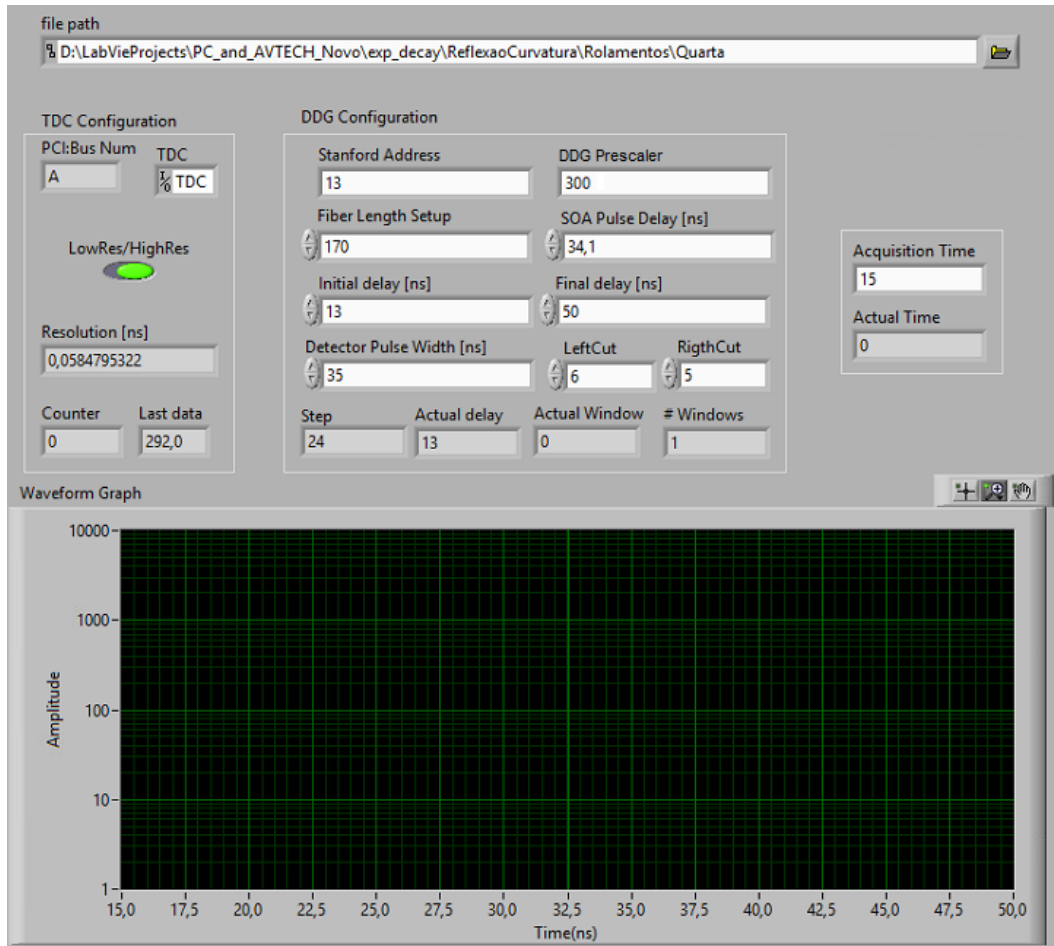 file path
D:\LabVieProjects\PC_and_AVTECH_Novo\exp_decay\ReflexaoCurvatura\Rolamentos\Quarta
TDC Configuration
PCI:Bus Num TDC
A I/O TDC
LowRes/HighRes
Resolution [ns]
0,0584795322
Counter Last data
0 292,0
DDG Configuration
Stanford Address DDG Prescaler
13 300
Fiber Length Setup SOA Pulse Delay [ns]
170 34,1
Initial delay [ns] Final delay [ns]
13 50
Detector Pulse Width [ns] LeftCut RigthCut
35 6 5
Step Actual delay Actual Window # Windows
24 13 0 1
Acquisition Time
15
Actual Time
0
Waveform Graph
Amplitude
10000
1000
100
10
1
15,0 17,5 20,0 22,5 25,0 27,5 30,0 32,5 35,0 37,5 40,0 42,5 45,0 47,5 50,0
Time(ns)